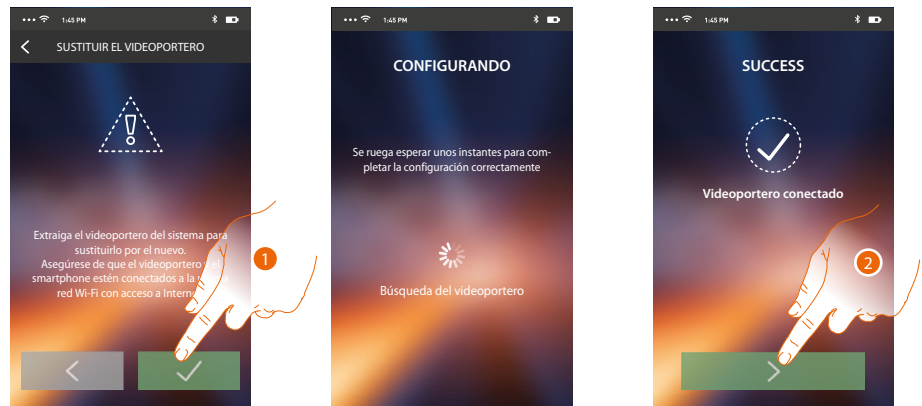 1:45 PM
SUSTITUIR EL VIDEOPORTERO
Extraiga el videoportero del sistema para
sustituirlo por el nuevo.
Asegúrese de que el videoportero y el
smartphone estén conectados a la
red Wi-Fi con acceso a
1
1:45 PM
CONFIGURANDO
Se ruega esperar unos instantes para com-
pletar la configuración correctamente
Búsqueda del videoportero
1:45 PM
SUCCESS
Videoportero conectado
2